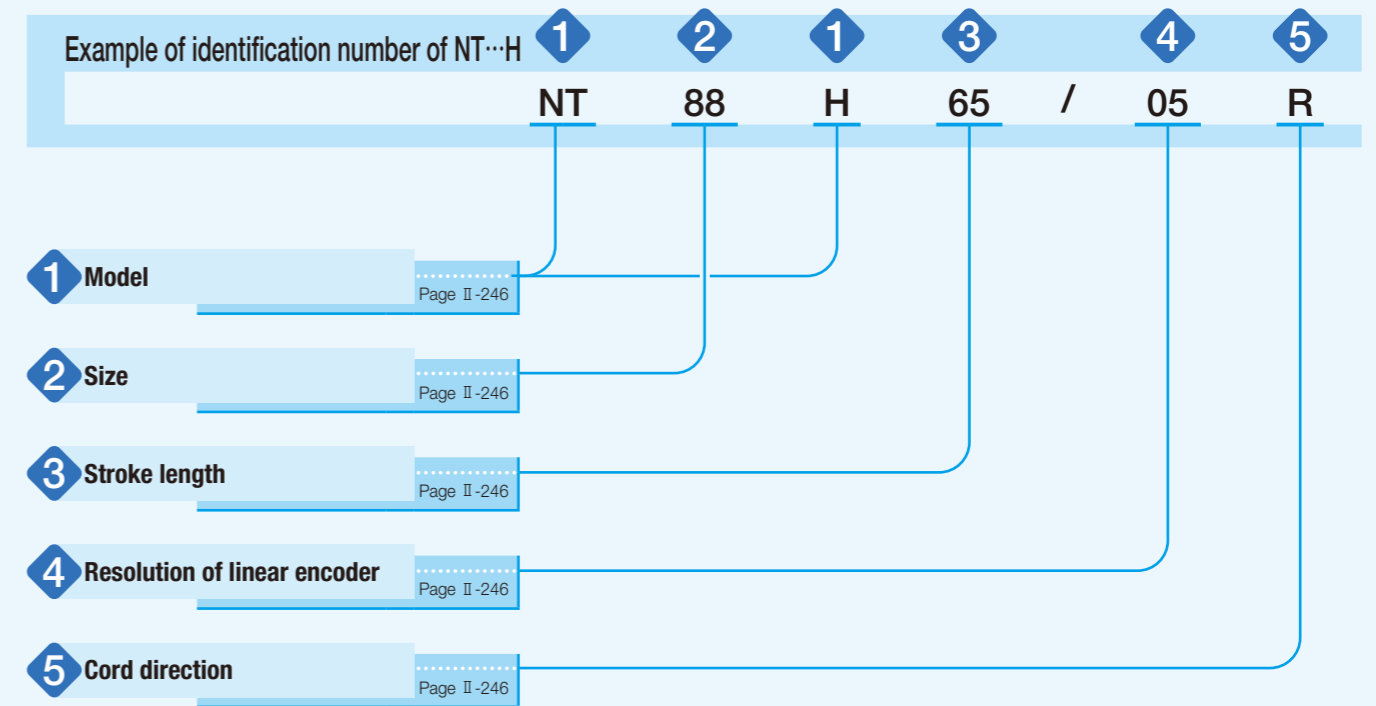 Example of identification number of NT…H 1 2 1 3 4 5
NT 88 H 65 / 05 R
1 Model
Page Ⅱ-246
2 Size
Page Ⅱ-246
3 Stroke length
Page Ⅱ-246
4 Resolution of linear encoder
Page Ⅱ-246
5 Cord direction
Page Ⅱ-246